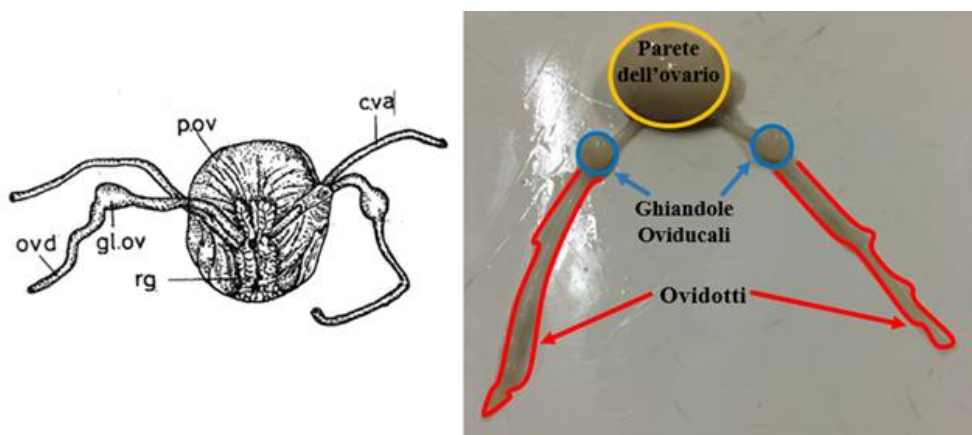 c.va
p.ov
ovd
gl.ov
rg
Parete
dell'ovario
Ghiandole
Oviducali
Ovidotti